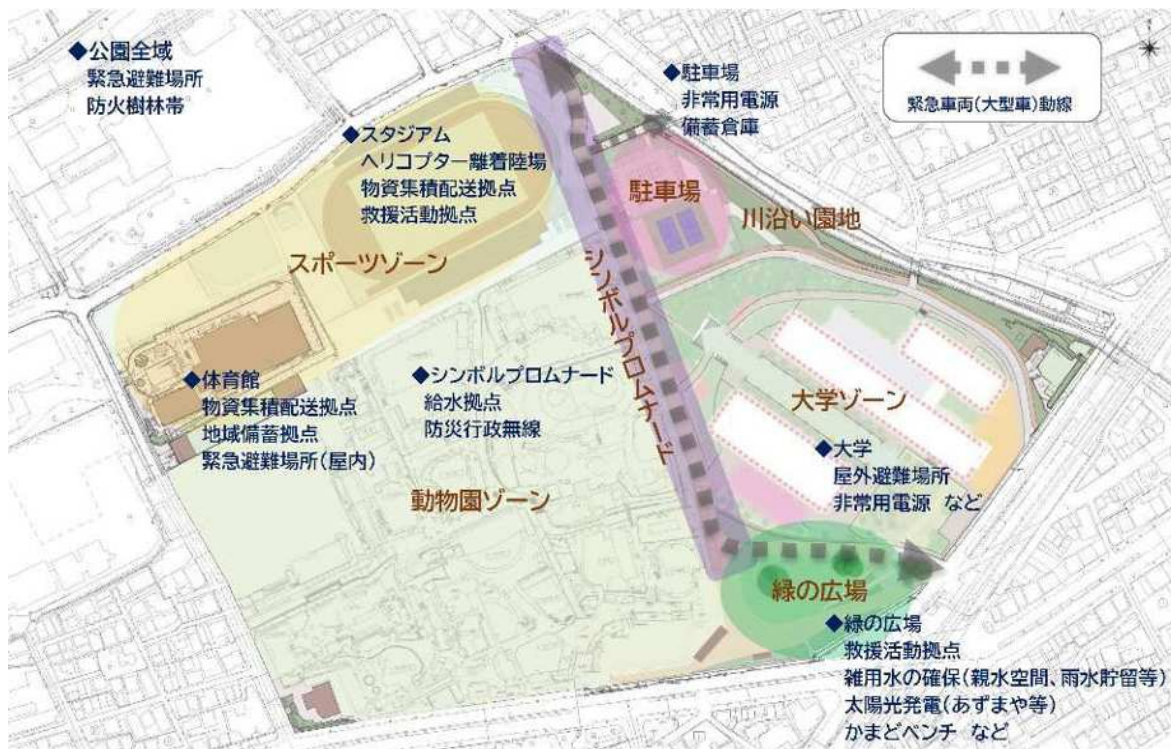 ◆公園全域
緊急避難場所
防火樹林帯
緊急車両(大型車)動線
◆駐車場
非常用電源
備蓄倉庫
◆スタジアム
ヘリコプター離着陸場
物資集積配送拠点
救援活動拠点
駐車場
川沿い園地
スポーツゾーン
シンボルプロムナード
◆体育館
物資集積配送拠点
地域備蓄拠点
緊急避難場所(屋内)
◆シンボルプロムナード
給水拠点
防災行政無線
大学ゾーン
◆大学
屋外避難場所
非常用電源 など
動物園ゾーン
緑の広場
◆緑の広場
救援活動拠点
雑用水の確保(親水空間、雨水貯留等)
太陽光発電(あずまや等)
かまどベンチ など